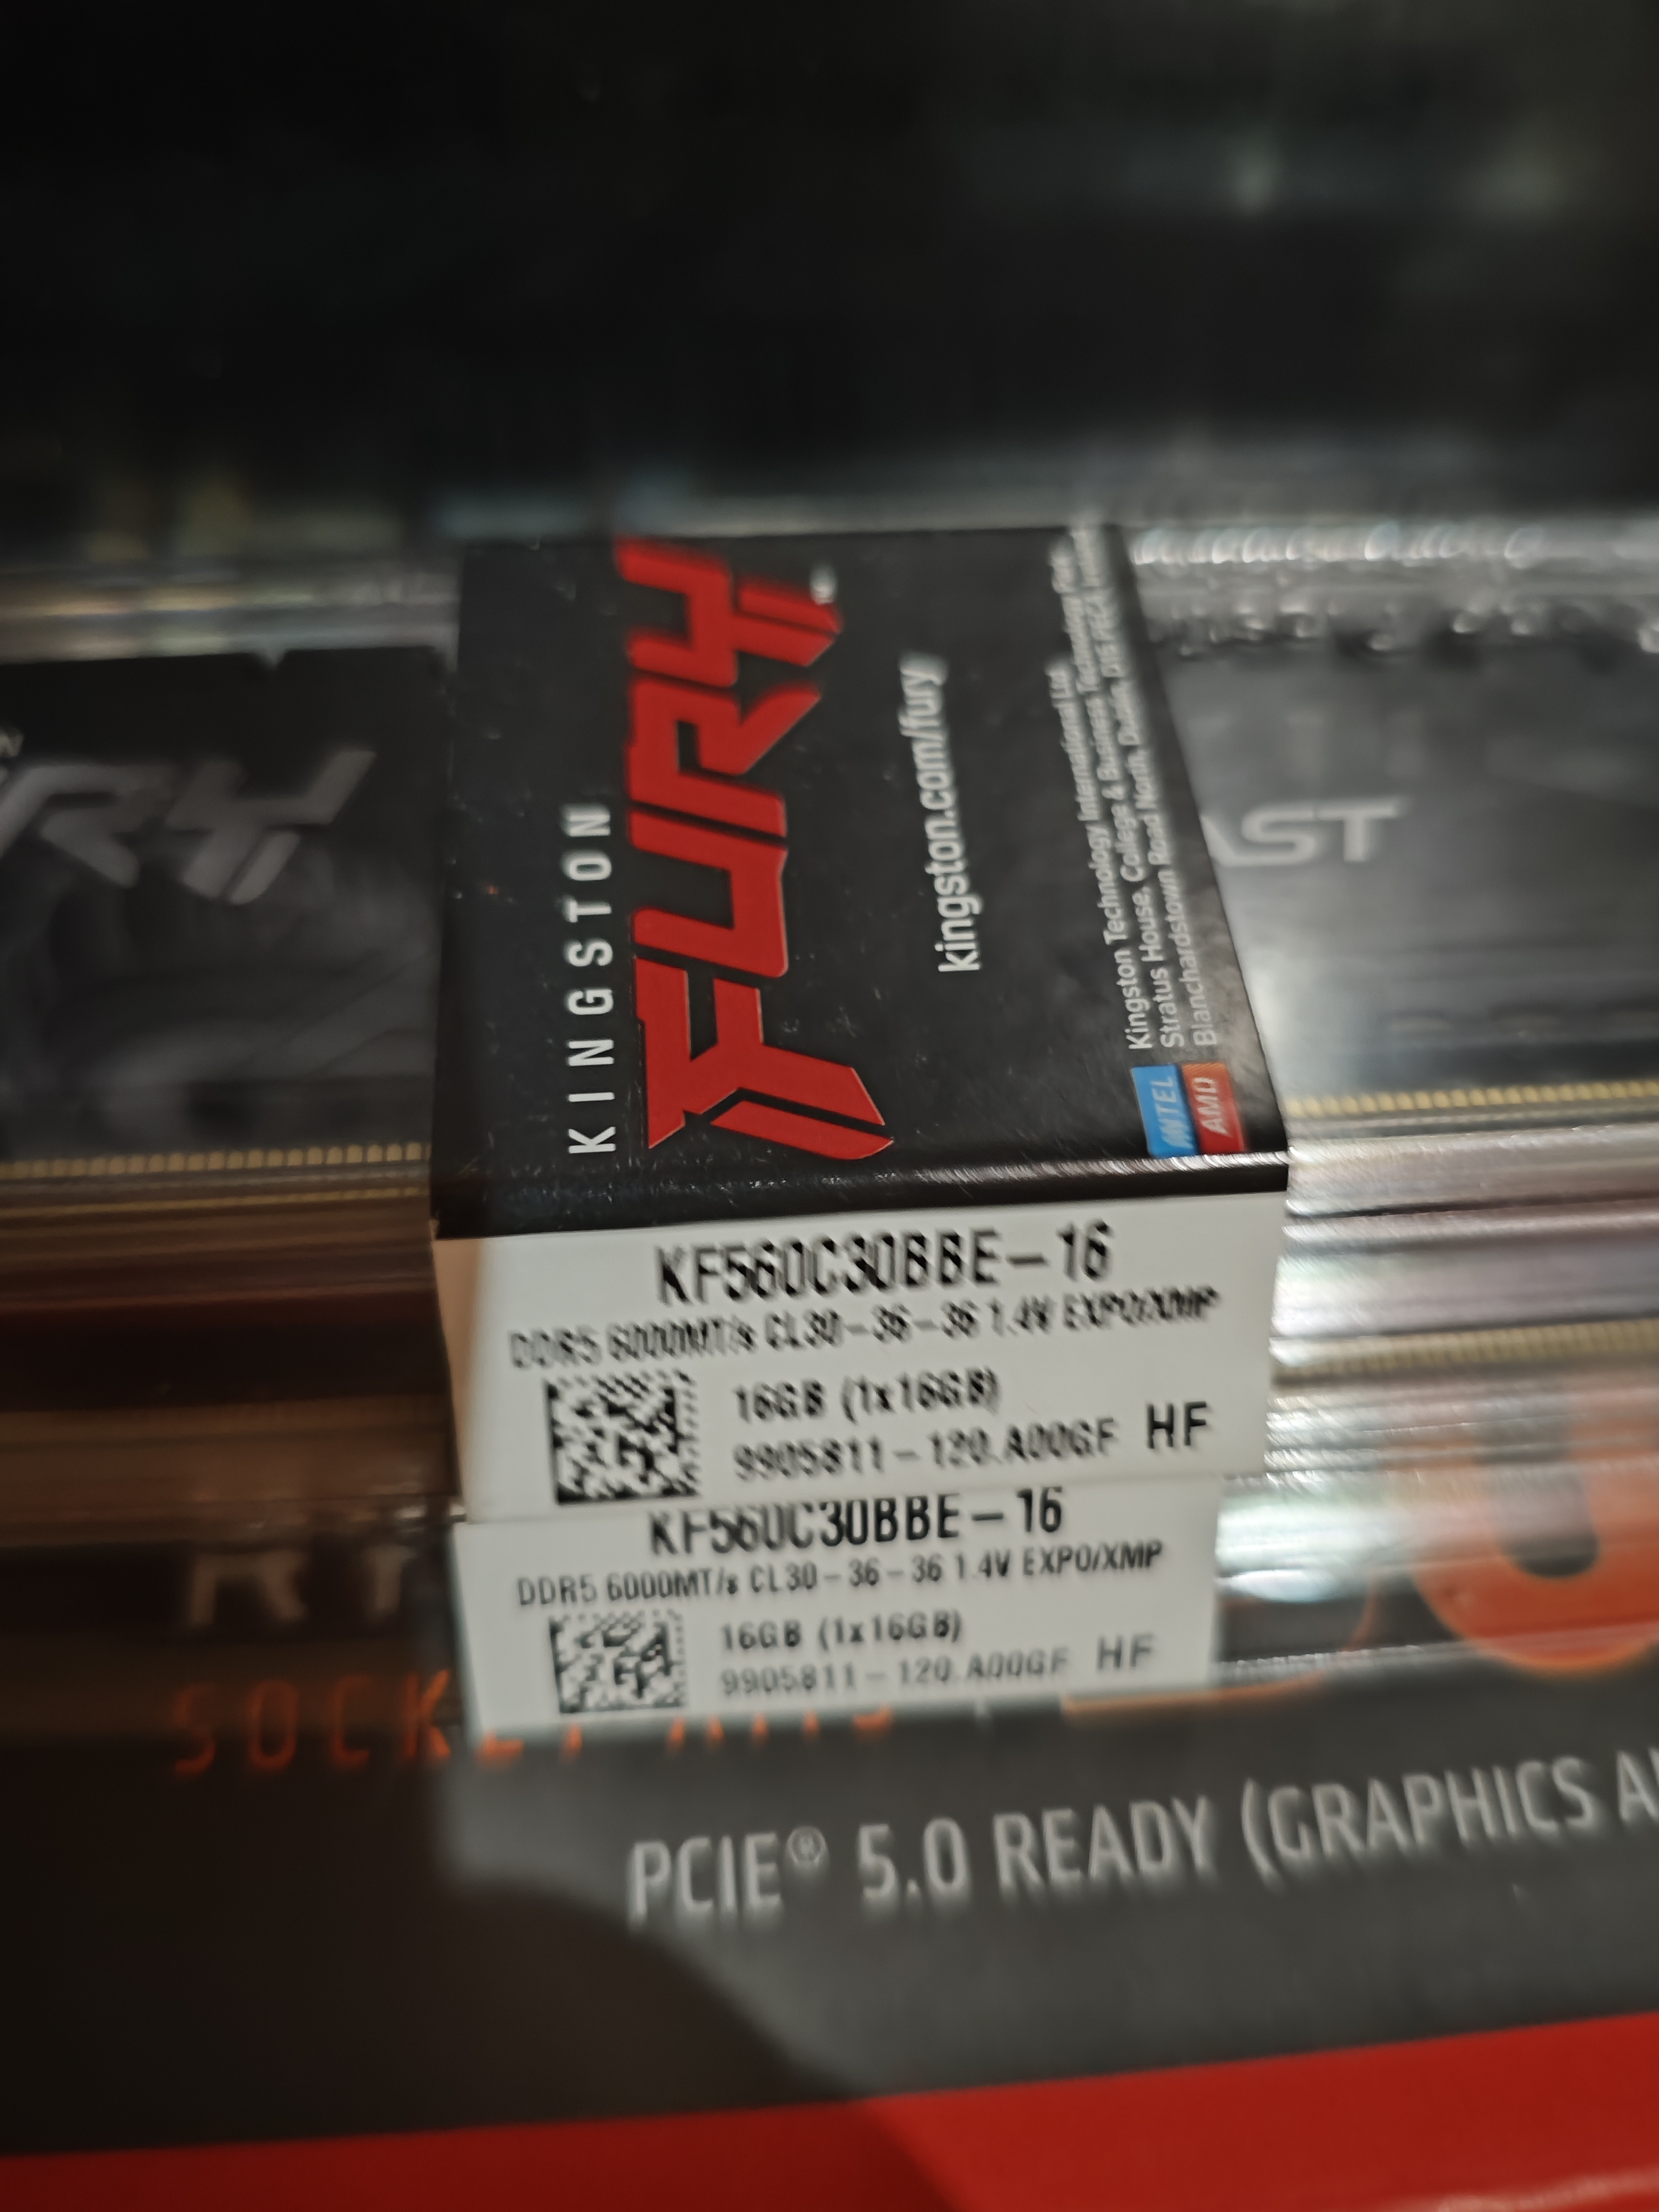 KINGSTON
FURY
kingston.com/fury
Kingston Technology International Ltd.
Stratus House, College & Business Technology Park,
Blanchardstown Road North, Dublin, D15
INTEL
AMD
KF560C30BBE-16
DDR5 6000MT/s CL30-36-36 1.4V EXPO/XMP
16GB (1x16GB)
9905811-120.A00GF HF
KF560C30BBE-16
DDR5 6000MT/s CL30-36-36 1.4V EXPO/XMP
16GB (1x16GB)
9905811-120.A00GF HF
PCIE® 5.0 READY (GRAPHICS